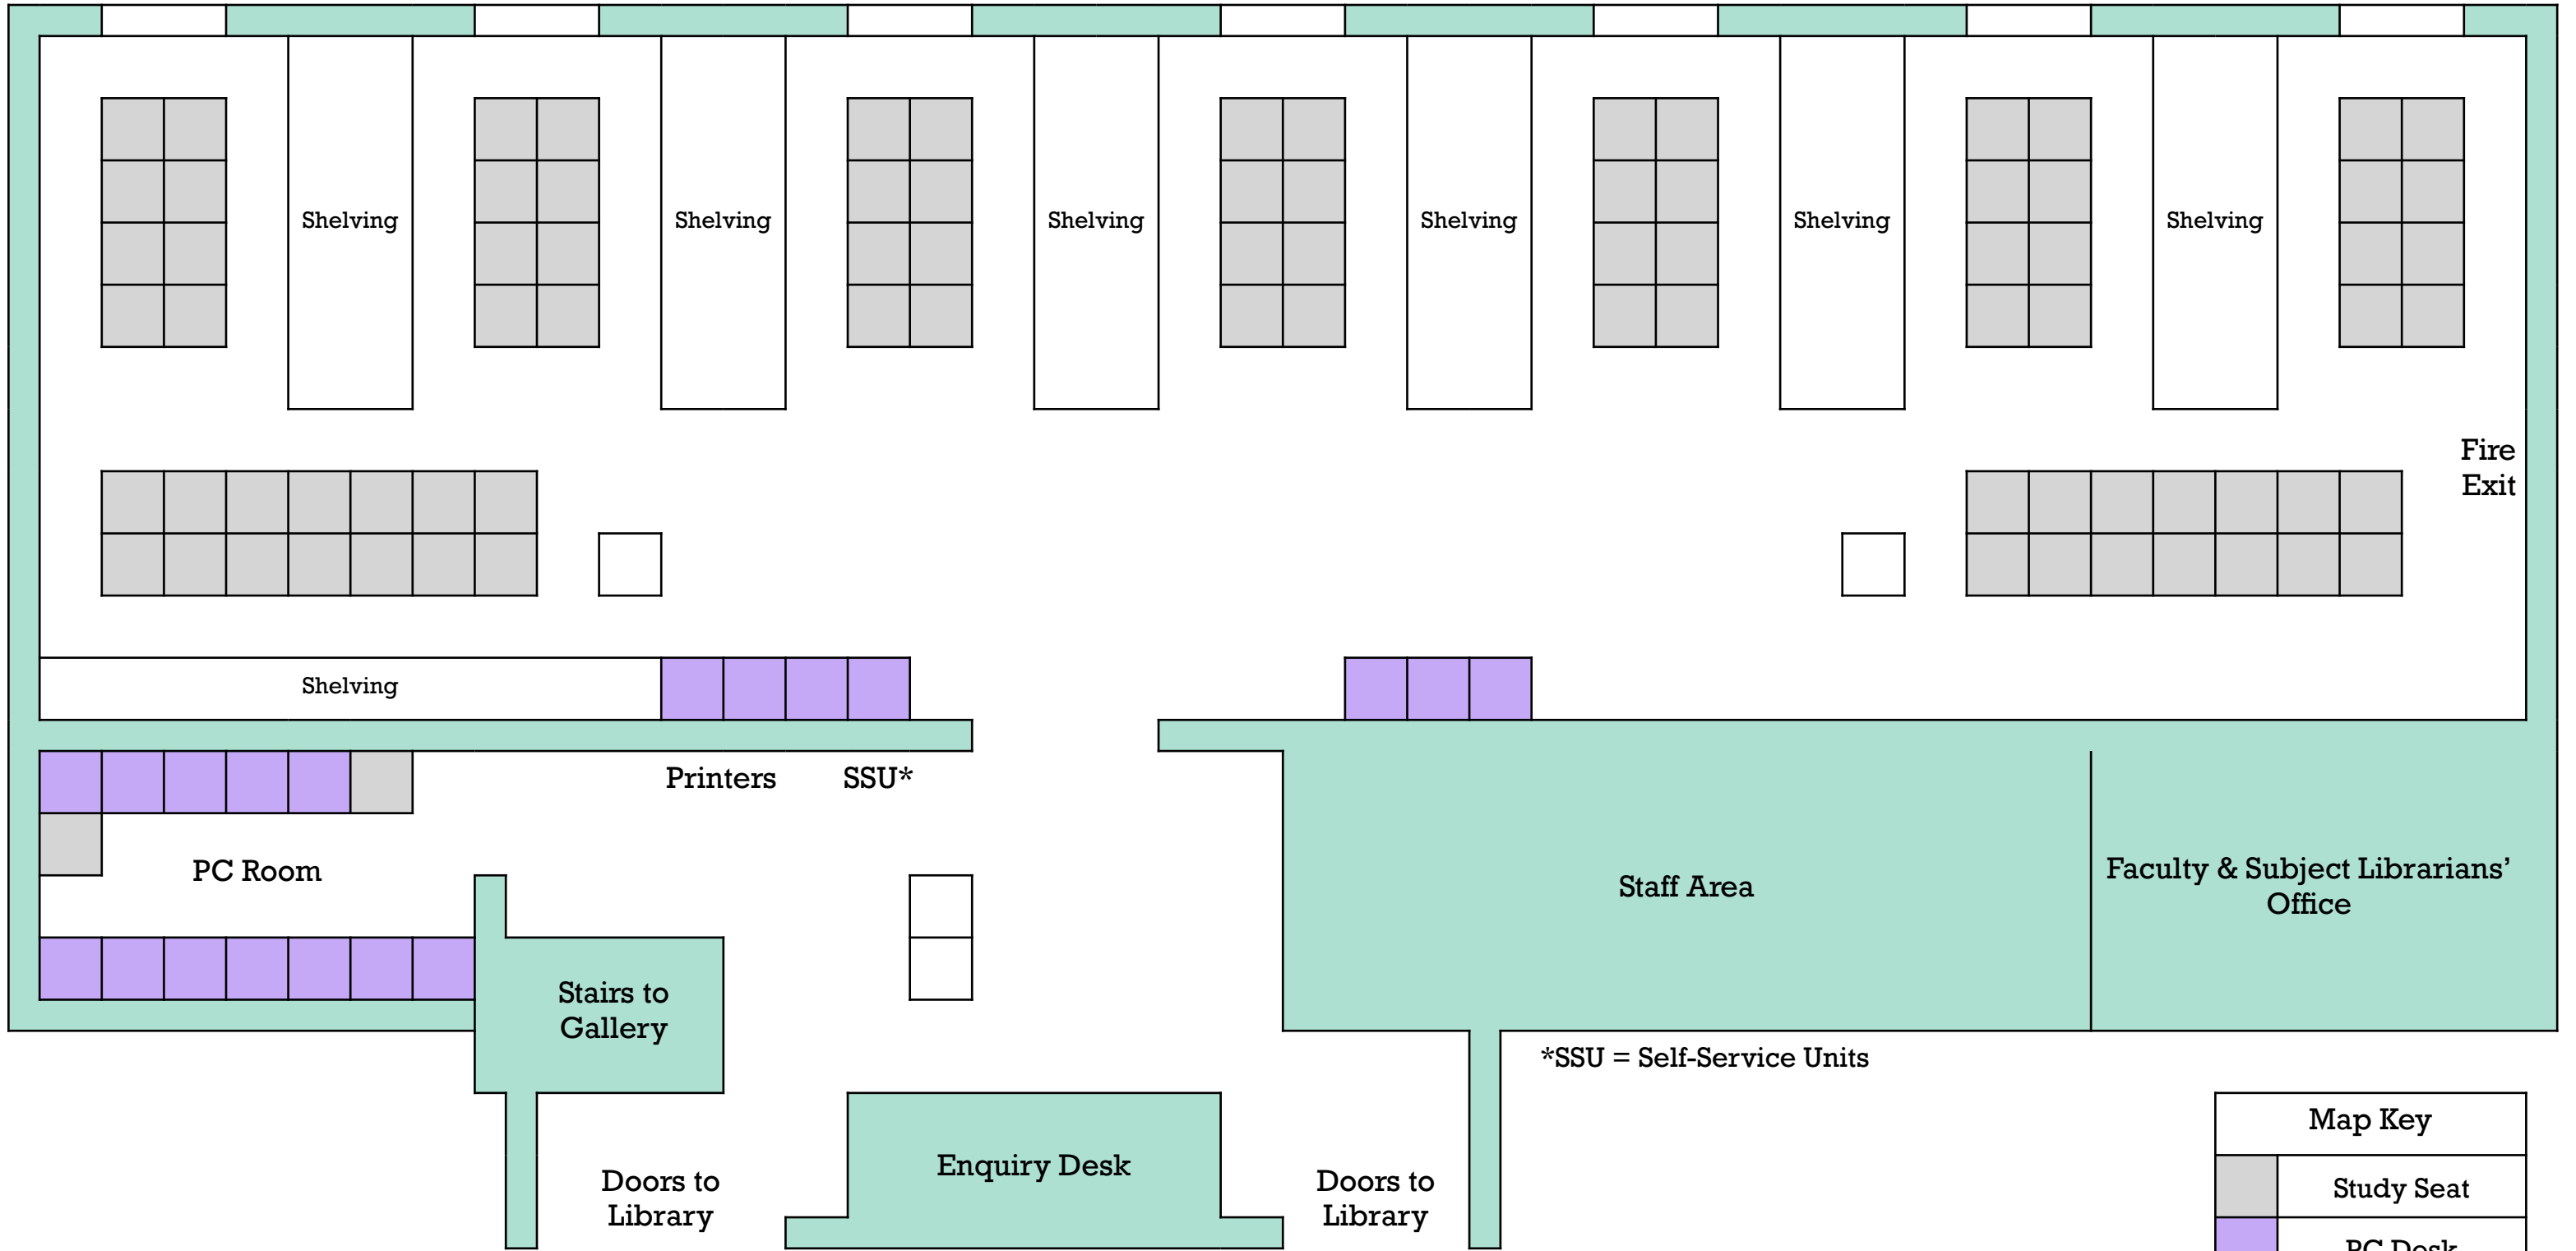 Shelving
Shelving
Shelving
Shelving
Shelving
Shelving
Fire
Exit
Shelving
Printers
SSU*
PC Room
Staff Area
Faculty & Subject Librarians’
Office
Stairs to
Gallery
*SSU = Self-Service Units
Map Key
Enquiry Desk
Doors to
Library
Doors to
Library
Study Seat
PC Desk